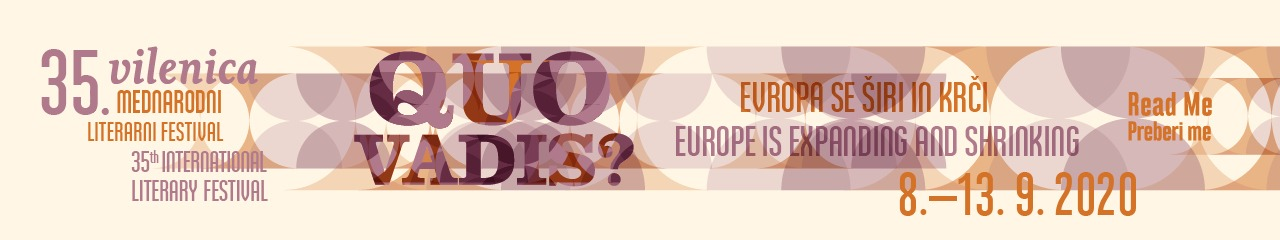 35. vilenica
MEDNARODNI
LITERARNI FESTIVAL
35th INTERNATIONAL
LITERARY FESTIVAL
QUO
VADIS?
EVROPA SE ŠIRI IN KRČI
EUROPE IS EXPANDING AND SHRINKING
8.–13. 9. 2020
Read Me
Preberi me